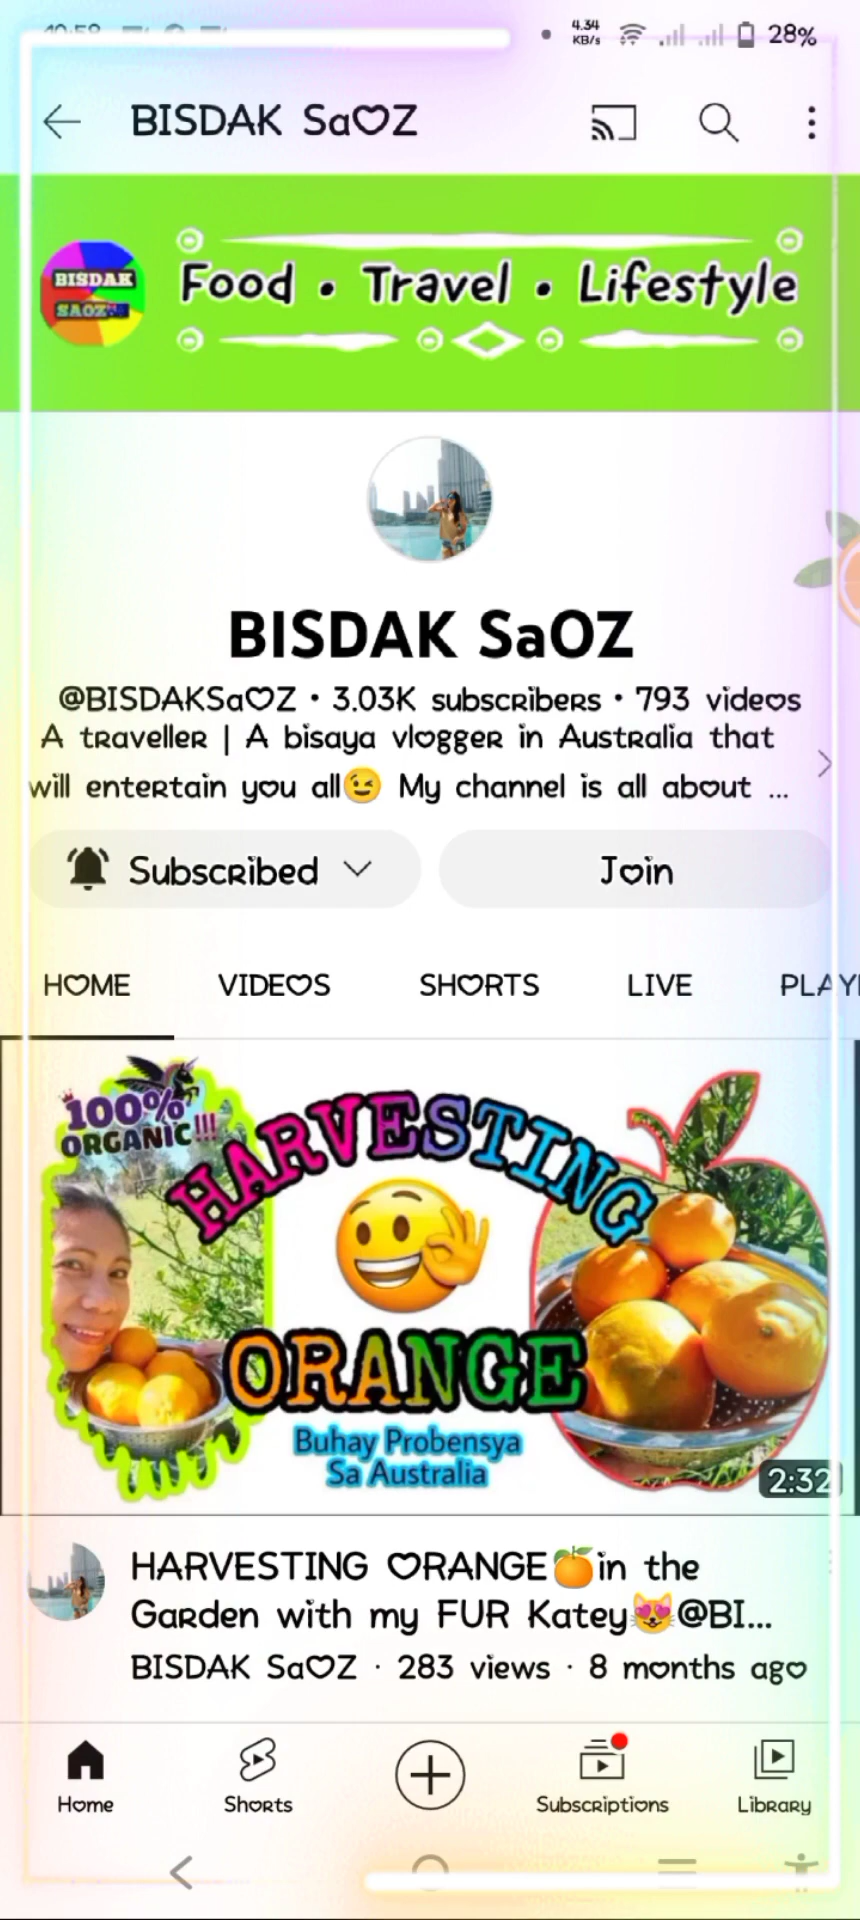 10:58
4.34
KB/s
28%
BISDAK SaOZ
BISDAK
SAOZ
Food • Travel • Lifestyle
BISDAK SaOZ
@BISDAKSaOZ • 3.03K subscribers • 793 videos
A traveller | A bisaya vlogger in Australia that
will entertain you all😉 My channel is all about ...
Subscribed
Join
HOME VIDEOS SHORTS LIVE PLAY
100%
ORGANIC!!!
HARVESTING
ORANGE
Buhay Probensya
Sa Australia
2:32
HARVESTING ORANGE🍊in the
Garden with my FUR Katey😻@BI...
BISDAK SaOZ · 283 views · 8 months ago
Home Shorts Subscriptions Library